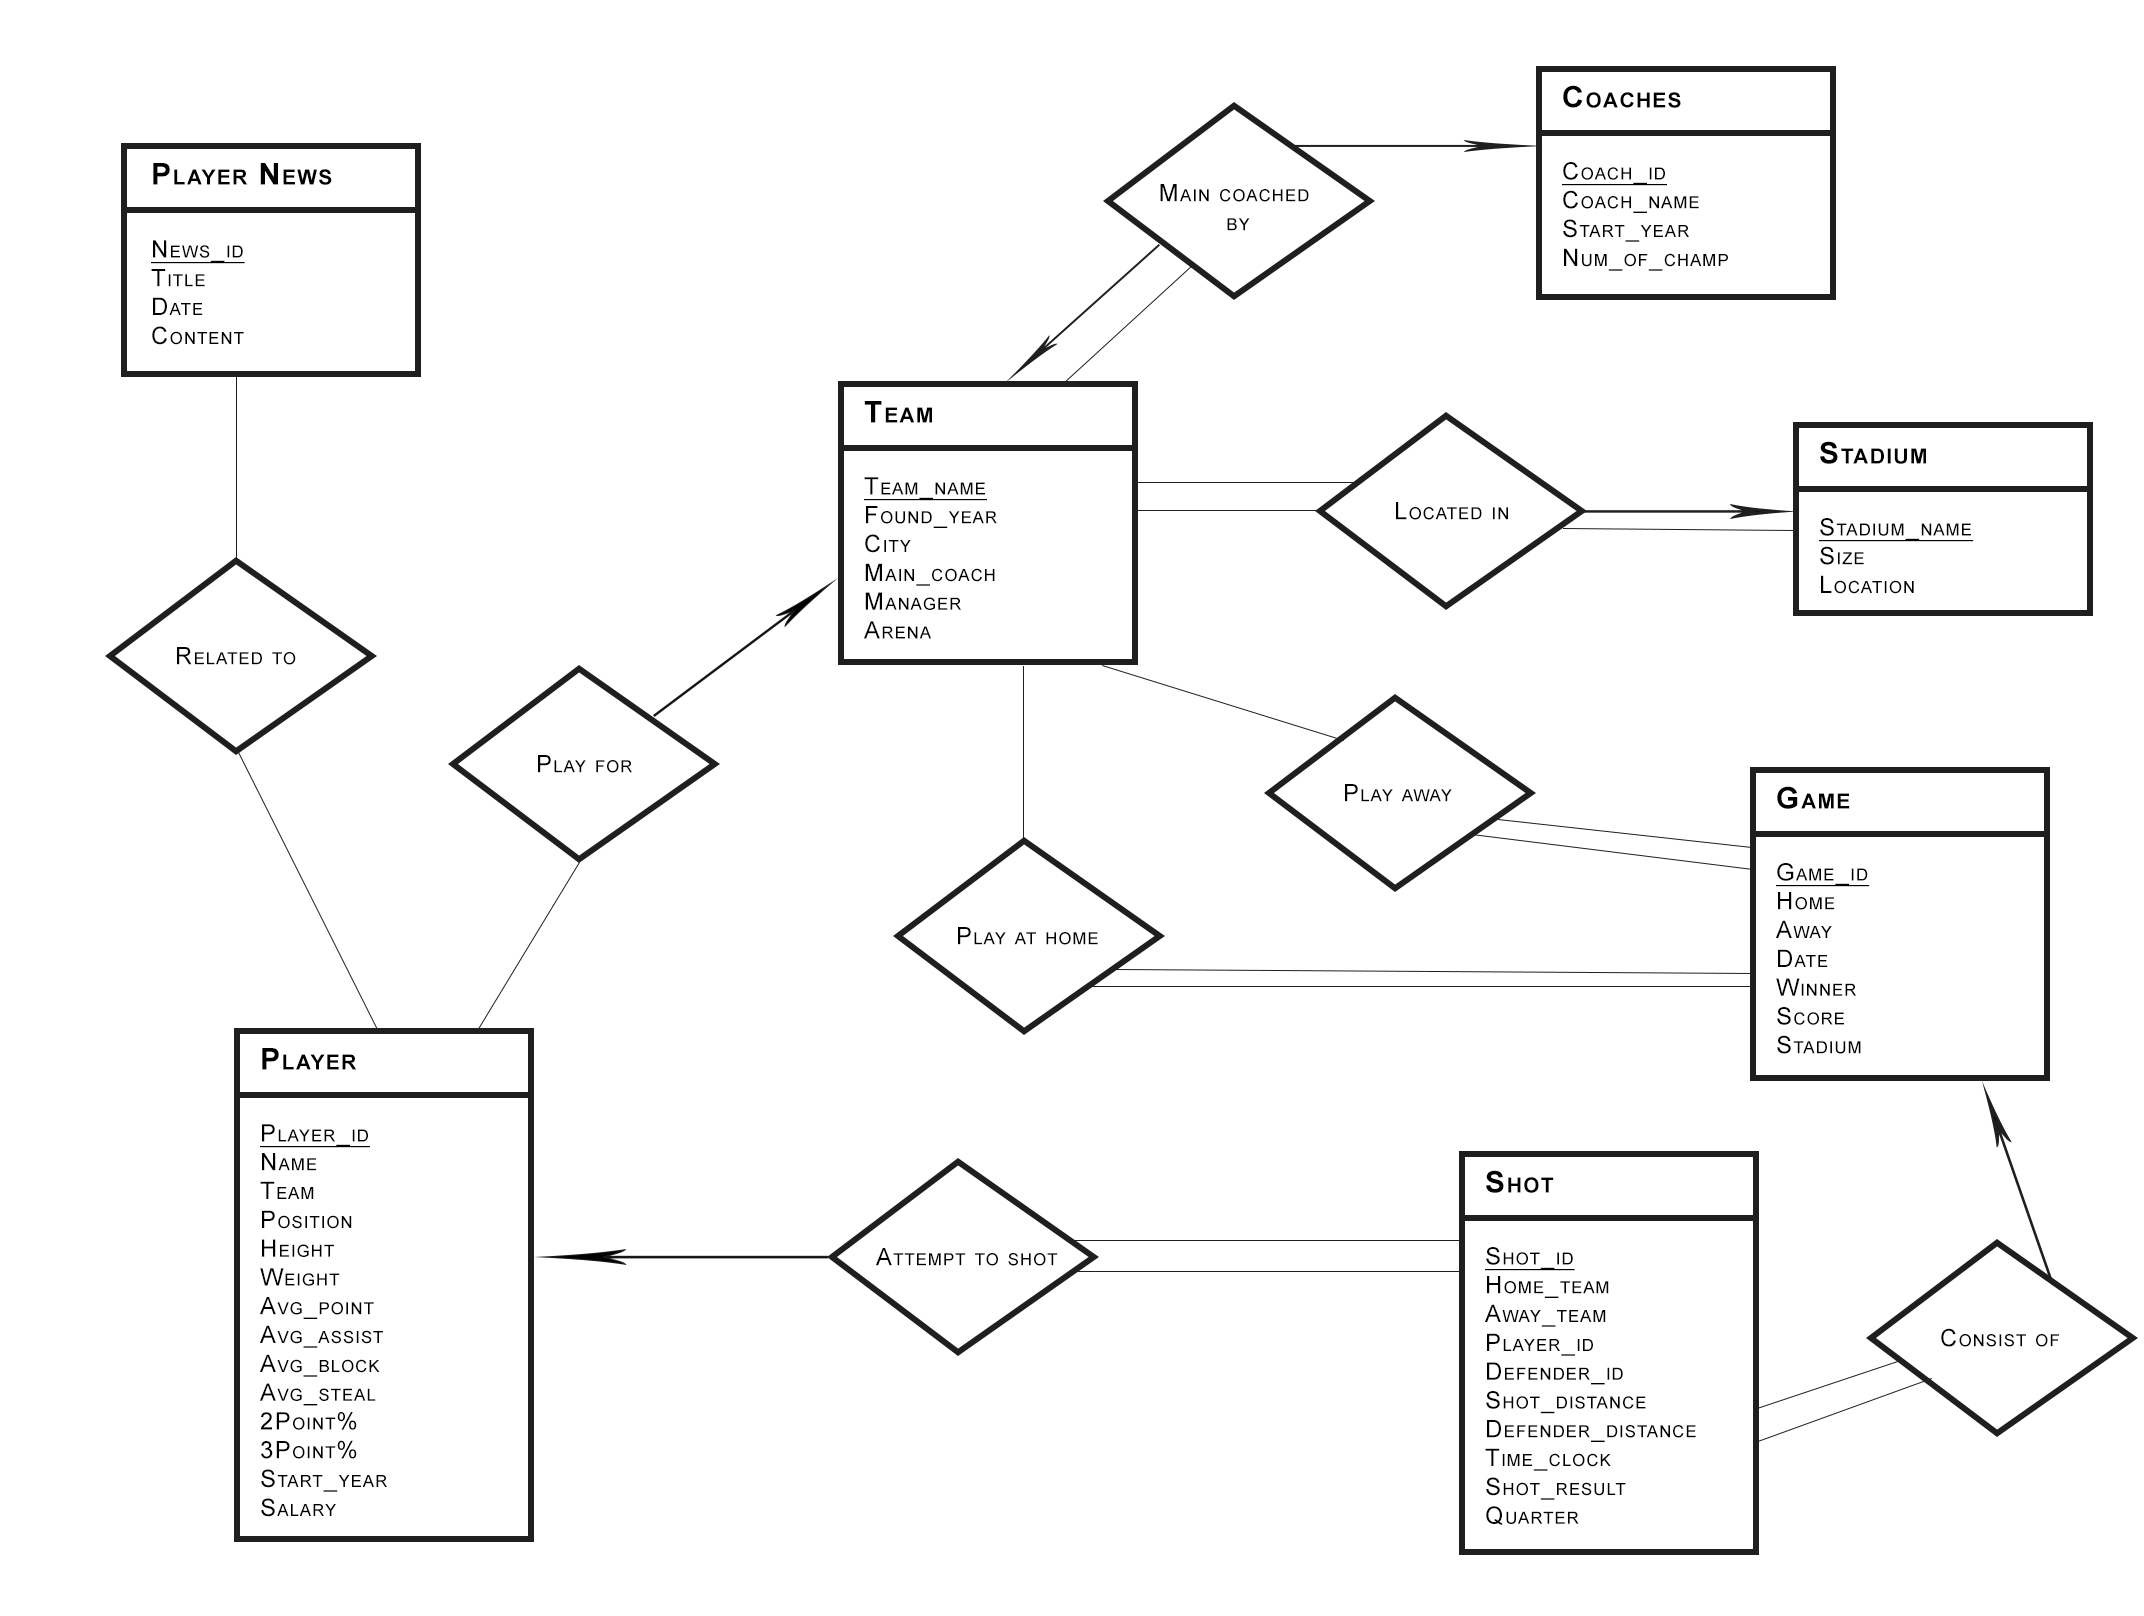 Player News
News_id
Title
Date
Content
Related to
Play for
Main coached
by
Coaches
Coach_id
Coach_name
Start_year
Num_of_champ
Team
Team_name
Found_year
City
Main_coach
Manager
Arena
Located in
Stadium
Stadium_name
Size
Location
Play away
Play at home
Game
Game_id
Home
Away
Date
Winner
Score
Stadium
Player
Player_id
Name
Team
Position
Height
Weight
Avg_point
Avg_assist
Avg_block
Avg_steal
2Point%
3Point%
Start_year
Salary
Attempt to shot
Shot
Shot_id
Home_team
Away_team
Player_id
Defender_id
Shot_distance
Defender_distance
Time_clock
Shot_result
Quarter
Consist of